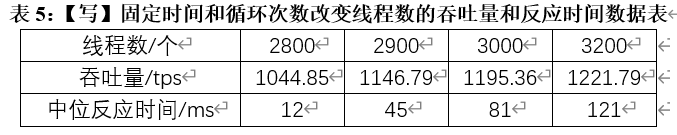 表 5：【写】固定时间和循环次数改变线程数的吞吐量和反应时间数据表
线程数/个 2800 2900 3000 3200
吞吐量/tps 1044.85 1146.79 1195.36 1221.79
中位反应时间/ms 12 45 81 121